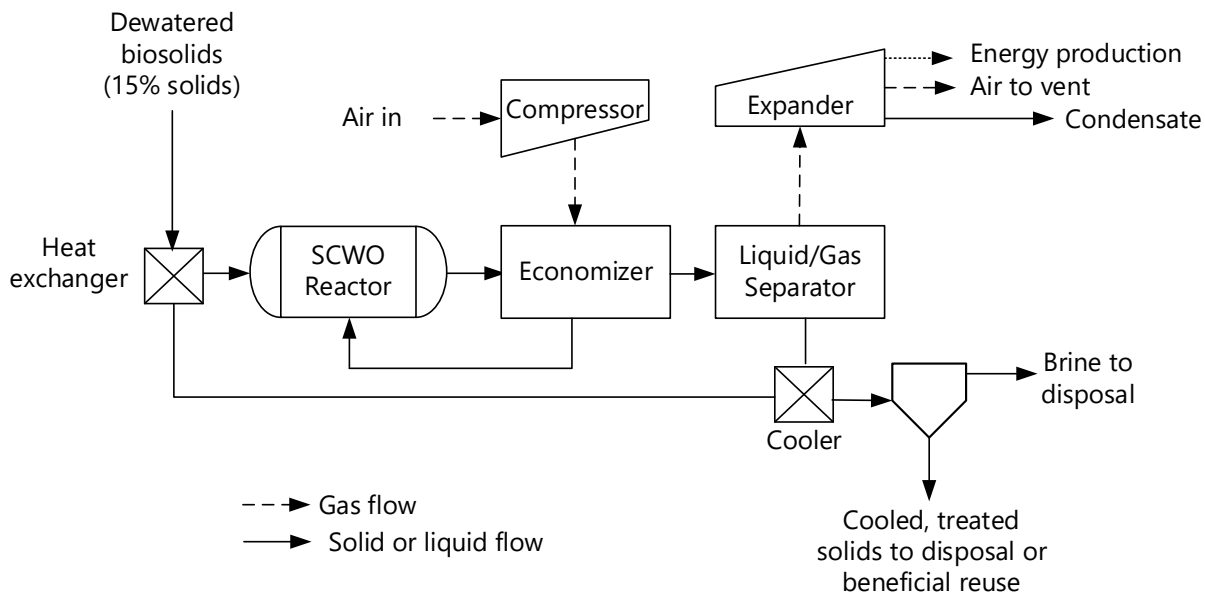 Dewatered
biosolids
(15% solids)
Air in
Compressor
Expander
Energy production
Air to vent
Condensate
Heat
exchanger
SCWO
Reactor
Economizer
Liquid/Gas
Separator
Cooler
Brine to
disposal
Gas flow
Solid or liquid flow
Cooled, treated
solids to disposal or
beneficial reuse